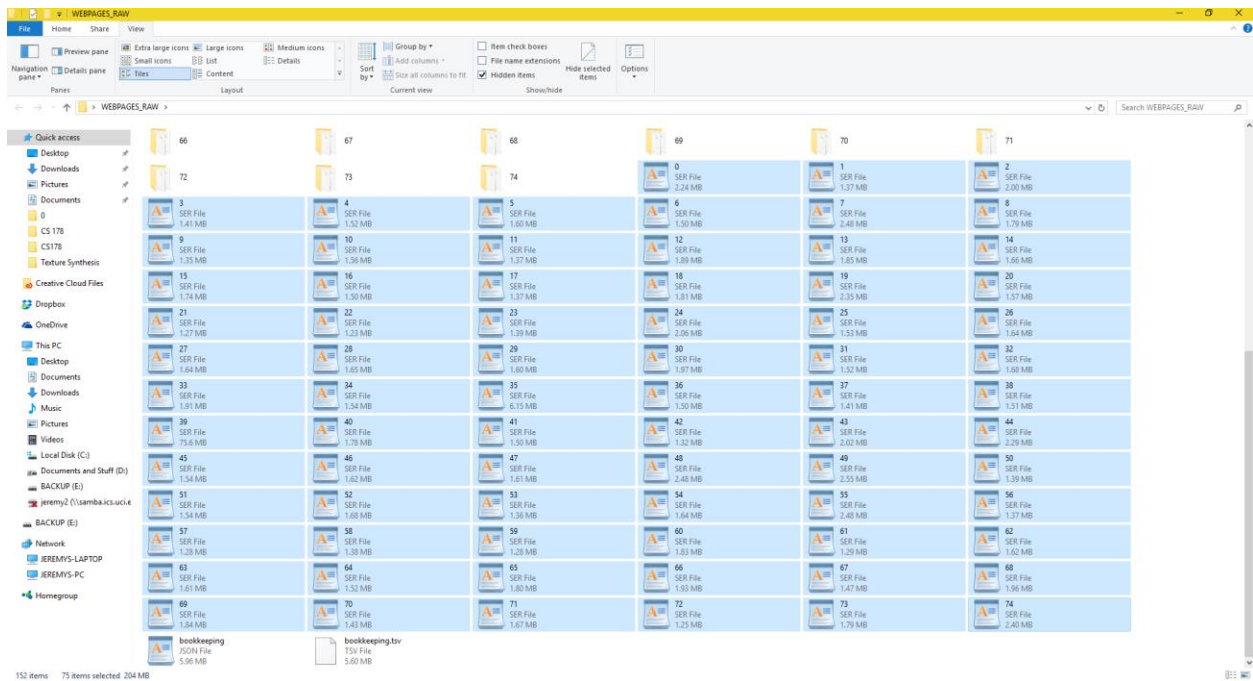 WEBPAGES_RAW
File Home Share View
Navigation pane
Preview pane
Details pane
Panes
Extra large icons Large icons Medium icons
Small icons List Details
Tiles Content
Layout
Sort by
Group by
Add columns
Size all columns to fit
Current view
Item check boxes
File name extensions
Hidden items
Hide selected items
Show/hide
Options
WEBPAGES_RAW
Search WEBPAGES_RAW
Quick access
Desktop
Downloads
Pictures
Documents
0
CS 178
CS178
Texture Synthesis
Creative Cloud Files
Dropbox
OneDrive
This PC
Desktop
Documents
Downloads
Music
Pictures
Videos
Local Disk (C:)
Documents and Stuff (D:)
BACKUP (E:)
jeremy2 (\\samba.ics.uci.e
BACKUP (E:)
Network
JEREMYS-LAPTOP
JEREMYS-PC
Homegroup
66 67 68 69 70 71
72 73 74 0 1 2
SER File SER File SER File
2.24 MB 1.37 MB 2.00 MB
3 4 5 6 7 8
SER File SER File SER File SER File SER File SER File
1.41 MB 1.52 MB 1.60 MB 1.50 MB 2.48 MB 1.79 MB
9 10 11 12 13 14
SER File SER File SER File SER File SER File SER File
1.35 MB 1.56 MB 1.37 MB 1.89 MB 1.85 MB 1.66 MB
15 16 17 18 19 20
SER File SER File SER File SER File SER File SER File
1.74 MB 1.50 MB 1.37 MB 1.81 MB 2.35 MB 1.57 MB
21 22 23 24 25 26
SER File SER File SER File SER File SER File SER File
1.27 MB 1.23 MB 1.39 MB 2.06 MB 1.53 MB 1.64 MB
27 28 29 30 31 32
SER File SER File SER File SER File SER File SER File
1.64 MB 1.65 MB 1.60 MB 1.97 MB 1.52 MB 1.68 MB
33 34 35 36 37 38
SER File SER File SER File SER File SER File SER File
1.91 MB 1.54 MB 6.15 MB 1.50 MB 1.41 MB 1.51 MB
39 40 41 42 43 44
SER File SER File SER File SER File SER File SER File
75.6 MB 1.78 MB 1.50 MB 1.32 MB 2.02 MB 2.29 MB
45 46 47 48 49 50
SER File SER File SER File SER File SER File SER File
1.54 MB 1.62 MB 1.61 MB 2.48 MB 2.55 MB 1.39 MB
51 52 53 54 55 56
SER File SER File SER File SER File SER File SER File
1.54 MB 1.68 MB 1.36 MB 1.64 MB 2.48 MB 1.37 MB
57 58 59 60 61 62
SER File SER File SER File SER File SER File SER File
1.28 MB 1.38 MB 1.28 MB 1.83 MB 1.29 MB 1.62 MB
63 64 65 66 67 68
SER File SER File SER File SER File SER File SER File
1.61 MB 1.52 MB 1.80 MB 1.93 MB 1.47 MB 1.96 MB
69 70 71 72 73 74
SER File SER File SER File SER File SER File SER File
1.84 MB 1.43 MB 1.67 MB 1.25 MB 1.79 MB 2.40 MB
bookkeeping bookkeeping.tsv
JSON File TSV File
5.96 MB 5.60 MB
152 items 75 items selected 204 MB